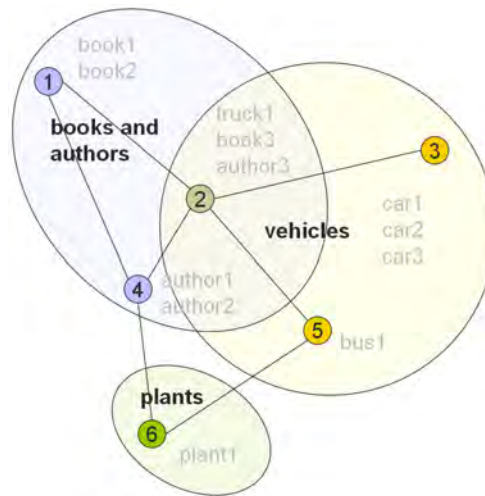 book1
book2
1
books and
authors
truck1
book3
author3
3
2
car1
car2
car3
vehicles
author1
author2
4
5
bus1
plants
6
plant1